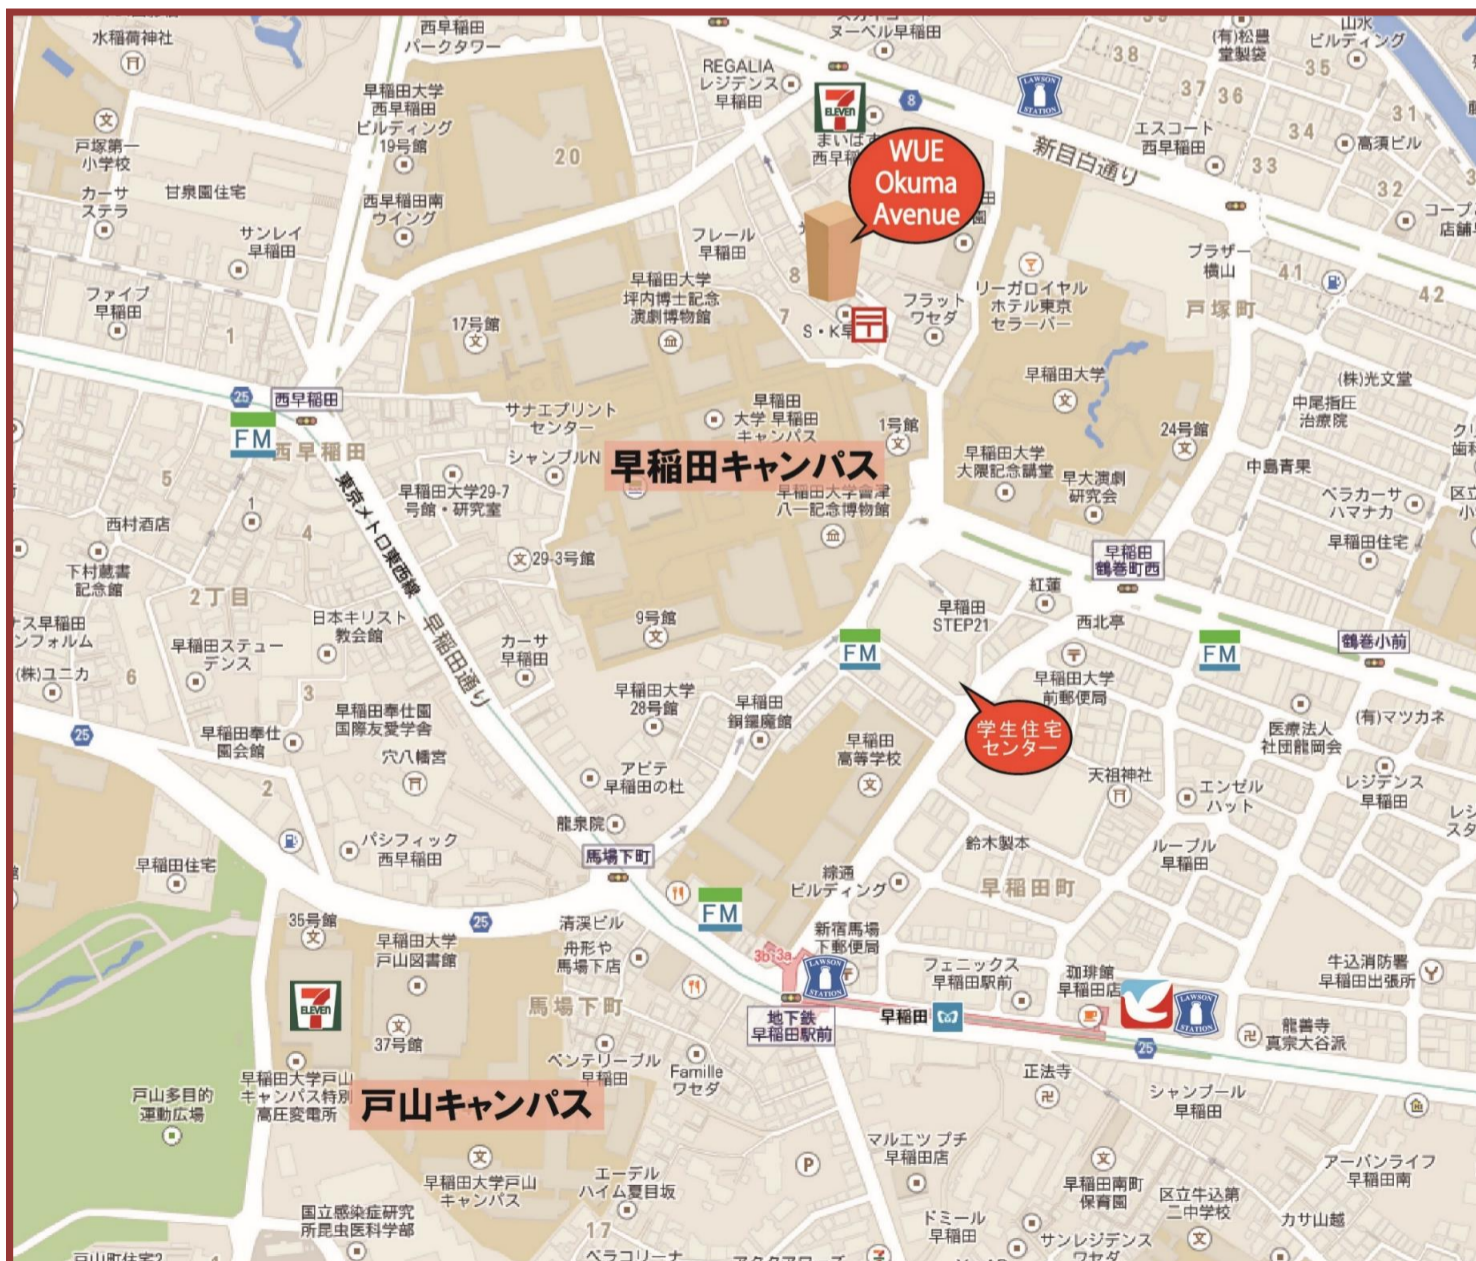 水稲荷神社
西早稲田
パークタワー
ヌーベル早稲田
(有)松豊
堂製袋
山水
ビルディング
REGALIA
レジデンス
早稲田
早稲田大学
西早稲田
ビルディング
19号館
戸塚第一
小学校
20
7
ELEVEN
8
LAWSON
STATION
38
37
36
35
34
33
32
31
エスコート
西早稲田
高須ビル
新目白通り
WUE
Okuma
Avenue
カーサ
ステラ
甘泉園住宅
西早稲田南
ウイング
サンレイ
早稲田
フレール
早稲田
ファイブ
早稲田
1
17号館
早稲田大学
坪内博士記念
演劇博物館
8
7
フラット
ワセダ
リーガロイヤル
ホテル東京
セラーバー
ブラザー
横山
戸塚町
41
42
25
西早稲田
FM
西早稲田
サナエプリント
センター
シャンブルN
早稲田
大学 早稲田
キャンパス
1号館
早稲田キャンパス
早稲田大学會津
八一記念博物館
早稲田大学
早稲田大学
大隈記念講堂
早大演劇
研究会
24号館
(株)光文堂
中尾指圧
治療院
中島青果
ベラカーサ
ハマナカ
早稲田住宅
5
1
4
西村酒店
下村蔵書
記念館
2丁目
東京メトロ東西線
早稲田通り
早稲田大学29-7
号館・研究室
29-3号館
9号館
日本キリスト
教会館
早稲田ステュー
デンス
(株)ユニカ
6
3
カーサ
早稲田
早稲田
STEP21
紅蓮
早稲田
鶴巻町西
西北亭
FM
FM
鶴巻小前
早稲田大学
前郵便局
学生住宅
センター
早稲田大学
28号館
早稲田
銅鑼魔館
早稲田
高等学校
医療法人
社団龍岡会
(有)マツカネ
レジデンス
早稲田
天祖神社
エンゼル
ハット
25
早稲田奉仕
園会館
早稲田奉仕園
国際友愛学舎
穴八幡宮
2
アビテ
早稲田の杜
龍泉院
馬場下町
パシフィック
西早稲田
早稲田住宅
鈴木製本
ルーブル
早稲田
早稲田町
綜通
ビルディング
FM
25
35号館
早稲田大学
戸山図書館
清渓ビル
舟形や
馬場下店
馬場下町
新宿馬場
下郵便局
3b
3a
LAWSON
STATION
地下鉄
早稲田駅前
早稲田
フェニックス
早稲田駅前
珈琲館
早稲田店
LAWSON
STATION
25
牛込消防署
早稲田出張所
龍善寺
真宗大谷派
7
ELEVEN
37号館
早稲田大学戸山
キャンパス特別
高圧変電所
戸山キャンパス
ベンテリーブル
早稲田
Famille
ワセダ
戸山多目的
運動広場
正法寺
シャンブール
早稲田
マルエツ プチ
早稲田店
P
早稲田大学戸山
キャンパス
エーデル
ハイム夏目坂
17
早稲田南町
保育園
区立牛込第
二中学校
アーバンライフ
早稲田南
カサ山越
国立感染症研究
所昆虫医科学部
ドミール
早稲田
サンレジデンス
ワセダ
ベラコリーナ